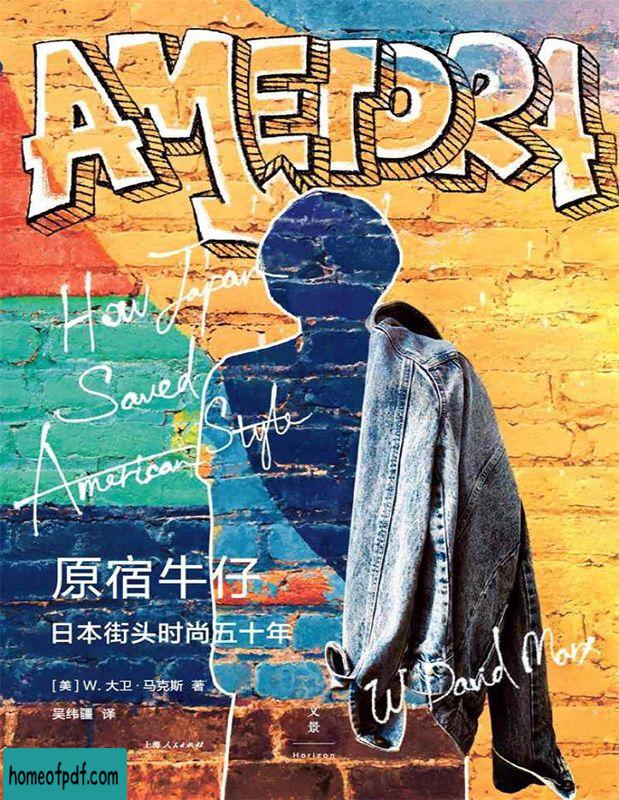 AMETORA
How Japan
Saved
American Style
原宿牛仔
日本街头时尚五十年
[美] W. 大卫·马克斯 著
吴纬疆 译
W David Marx
文景
Horizon
上海人民出版社
homeofpdf.com